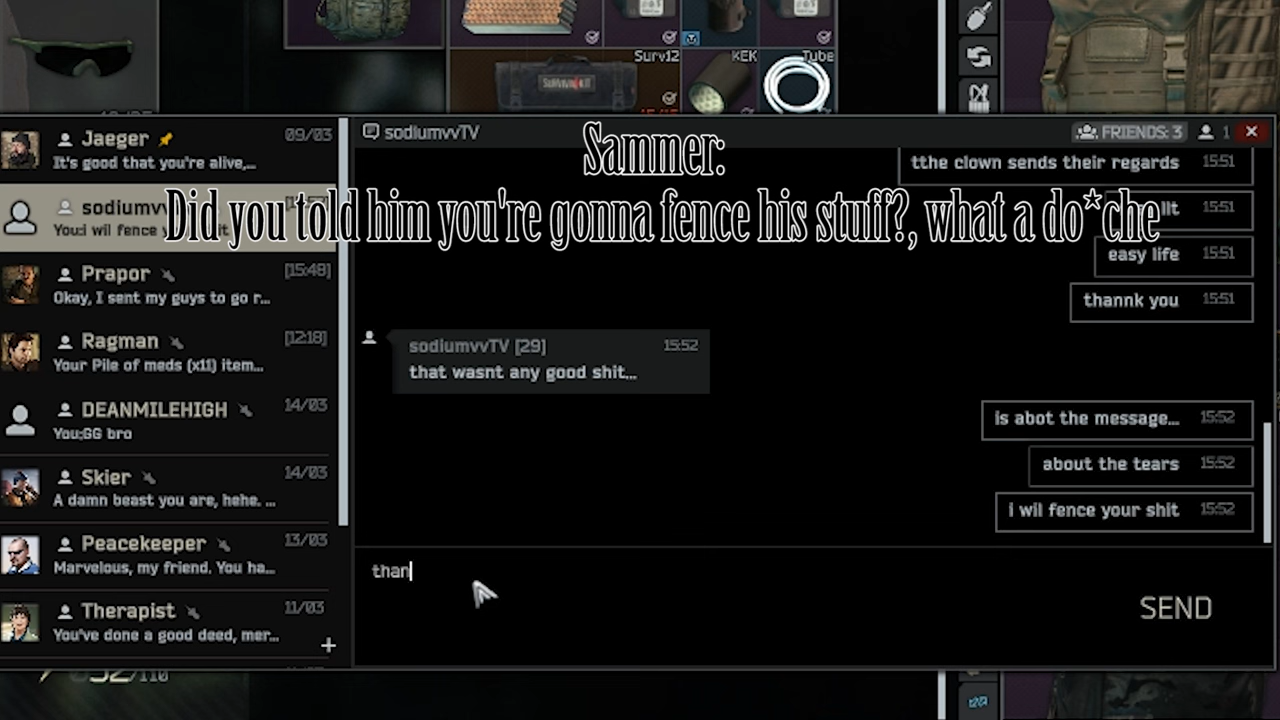 Surv12
KEK
Tube
Jaeger
09/03
It's good that you're alive,...
sodiumvv
You:i wil fence
Prapor
[15:48]
Okay, I sent my guys to go r...
Ragman
[12:18]
Your Pile of meds (x11) item...
DEANMILEHIGH
14/03
You:GG bro
Skier
14/03
A damn beast you are, hehe. ...
Peacekeeper
13/03
Marvelous, my friend. You ha...
Therapist
11/03
You've done a good deed, mer...
+
sodiumvvTV
FRIENDS: 3
1
Sammer:
Did you told him you're gonna fence his stuff?, what a do*che
tthe clown sends their regards
15:51
15:51
easy life
15:51
thannk you
15:51
sodiumvvTV [29]
15:52
that wasnt any good shit...
is abot the message...
15:52
about the tears
15:52
i wil fence your shit
15:52
than
SEND
/110